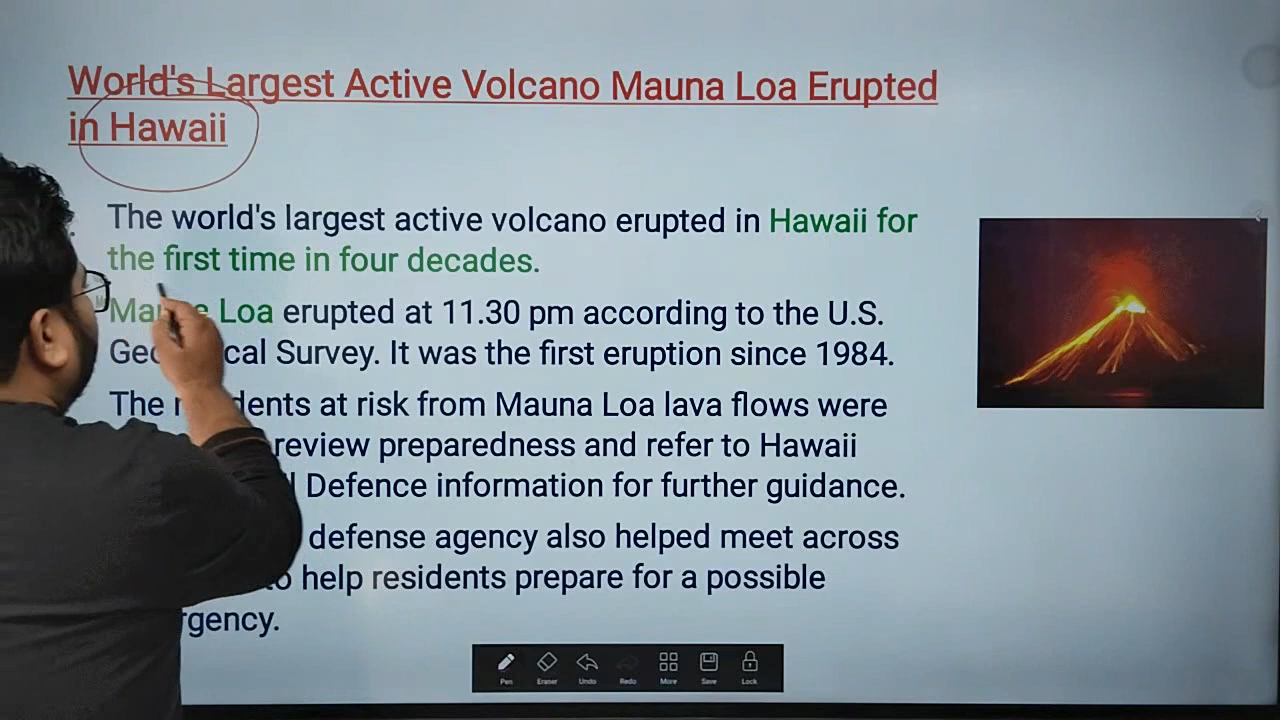 World's Largest Active Volcano Mauna Loa Erupted
in Hawaii
The world's largest active volcano erupted in Hawaii for
the first time in four decades.
Loa erupted at 11.30 pm according to the U.S.
Survey. It was the first eruption since 1984.
The at risk from Mauna Loa lava flows were
review preparedness and refer to Hawaii
Defence information for further guidance.
defense agency also helped meet across
to help residents prepare for a possible
Pen Eraser Undo Redo More Save Lock